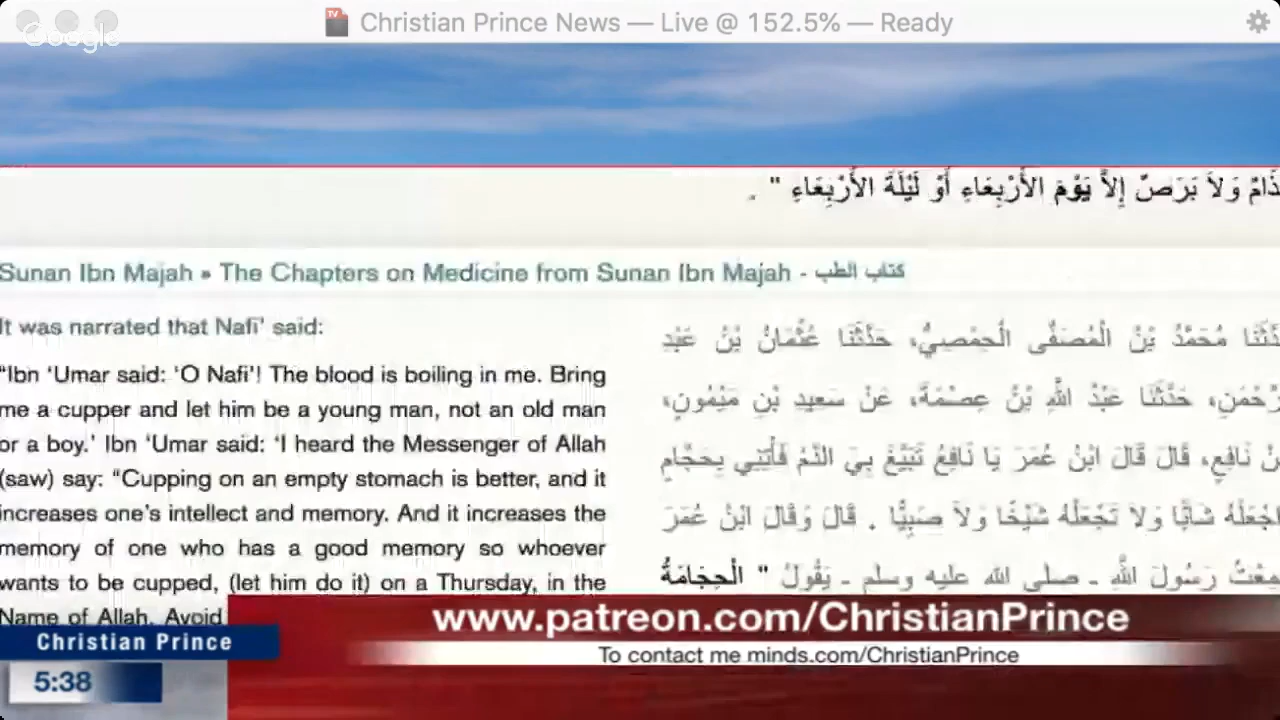 Christian Prince News — Live @ 152.5% — Ready
Google
ذَامٌ وَلاَ بَرَصٌ إِلاَّ يَوْمَ الأَرْبِعَاءِ أَوْ لَيْلَةَ الأَرْبِعَاءِ " .
Sunan Ibn Majah » The Chapters on Medicine from Sunan Ibn Majah - كتاب الطب
It was narrated that Nafi' said:
"Ibn 'Umar said: 'O Nafi'! The blood is boiling in me. Bring
me a cupper and let him be a young man, not an old man
or a boy.' Ibn 'Umar said: 'I heard the Messenger of Allah
(saw) say: "Cupping on an empty stomach is better, and it
increases one's intellect and memory. And it increases the
memory of one who has a good memory so whoever
wants to be cupped, (let him do it) on a Thursday, in the
Name of Allah. Avoid
مُحَمَّدُ بْنُ الْمُصَفَّى الْحِمْصِيُّ، حَدَّثَنَا عُثْمَانُ بْنُ عَبْدِ
حَدَّثَنَا عَبْدُ اللَّهِ بْنُ عِصْمَةَ، عَنْ سَعِيدِ بْنِ مَيْمُونٍ،
نَافِعٍ، قَالَ قَالَ ابْنُ عُمَرَ يَا نَافِعُ تَبَيَّغَ بِيَ الدَّمُ فَأْتِنِي بِحَجَّامٍ
شَابًّا وَلاَ تَجْعَلْهُ شَيْخًا وَلاَ صَبِيًّا . قَالَ وَقَالَ ابْنُ عُمَرَ
رَسُولَ اللَّهِ ـ صلى الله عليه وسلم ـ يَقُولُ " الْحِجَامَةُ
www.patreon.com/ChristianPrince
To contact me minds.com/ChristianPrince
Christian Prince
5:38